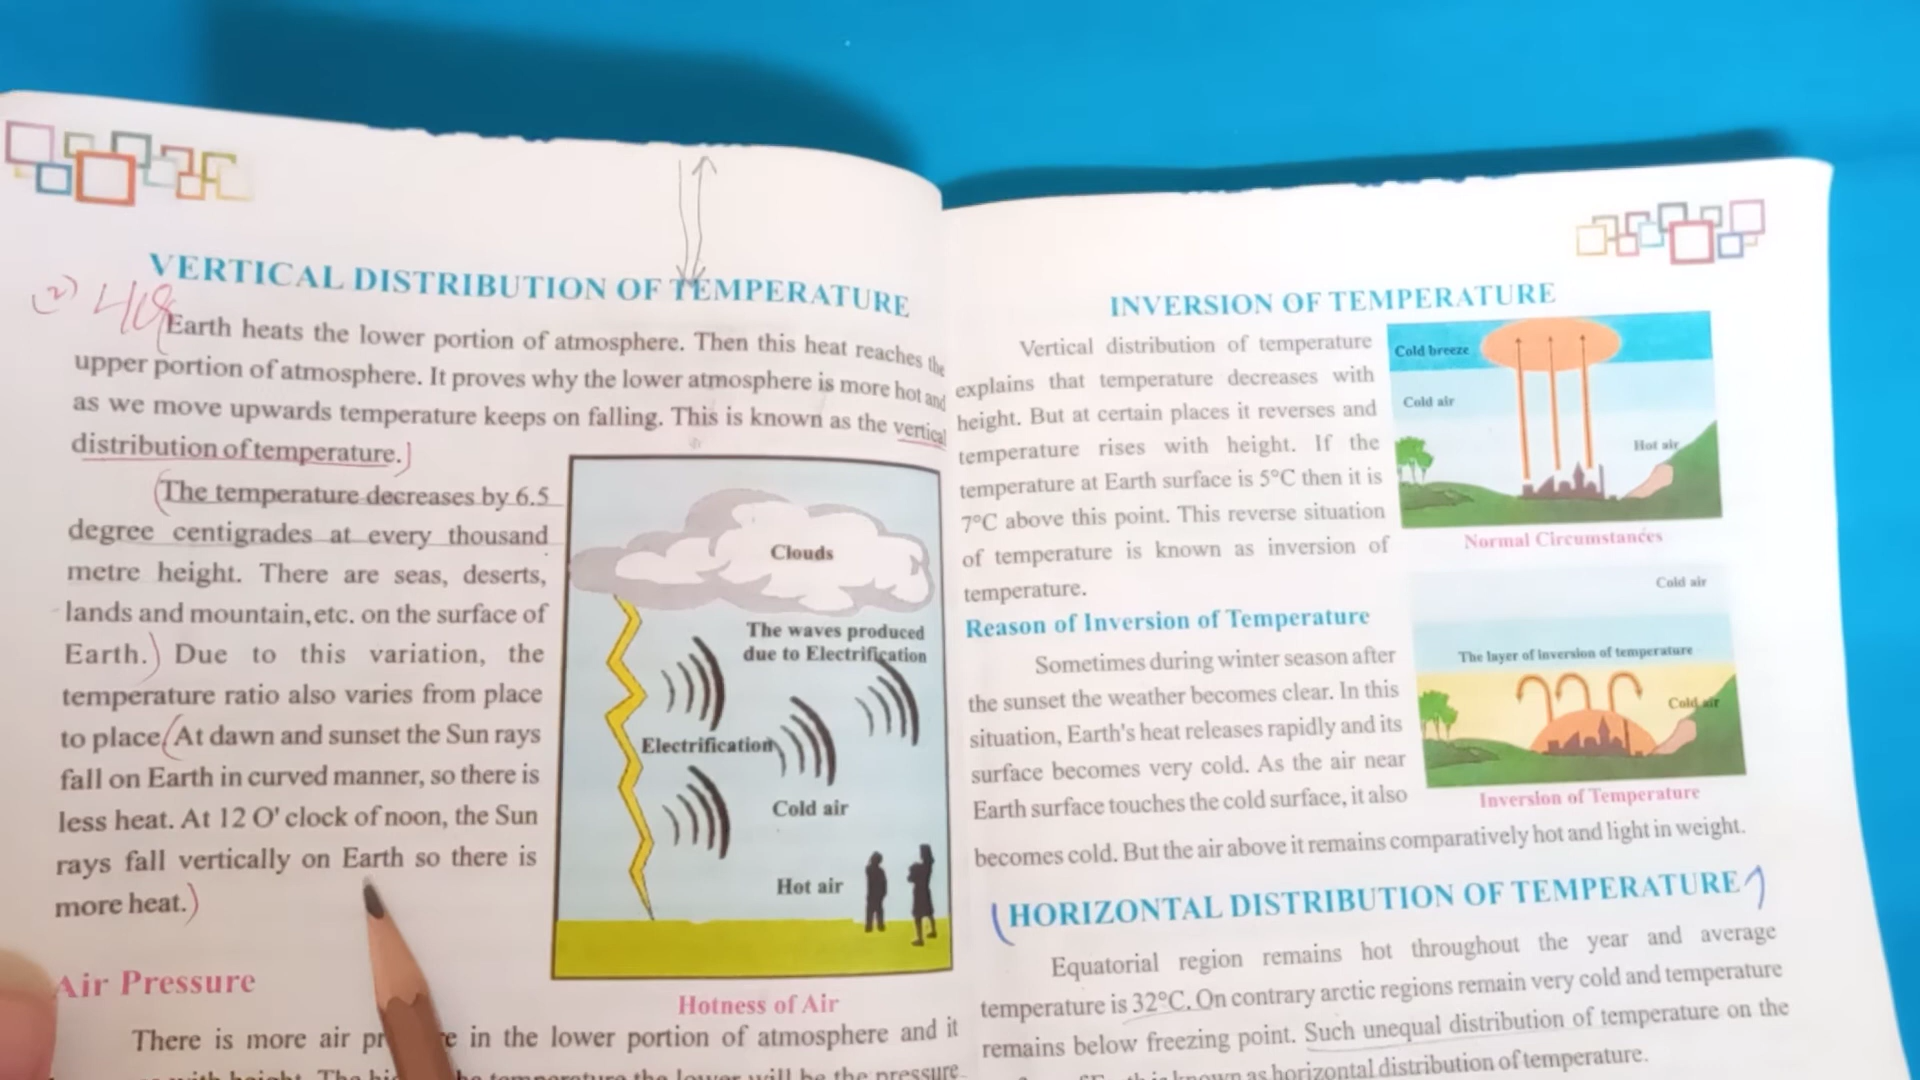 VERTICAL DISTRIBUTION OF TEMPERATURE
(2)
Earth heats the lower portion of atmosphere. Then this heat reaches the
upper portion of atmosphere. It proves why the lower atmosphere is more hot and
as we move upwards temperature keeps on falling. This is known as the vertical
distribution of temperature.)
(The temperature decreases by 6.5
degree centigrades at every thousand
metre height. There are seas, deserts,
lands and mountain, etc. on the surface of
Earth.) Due to this variation, the
temperature ratio also varies from place
to place (At dawn and sunset the Sun rays
fall on Earth in curved manner, so there is
less heat. At 12 O' clock of noon, the Sun
rays fall vertically on Earth so there is
more heat.)
Clouds
The waves produced
due to Electrification
Electrification
Cold air
Hot air
Hotness of Air
Air Pressure
There is more air in the lower portion of atmosphere and it
with height. The temperature the lower will be the pressure.
INVERSION OF TEMPERATURE
Vertical distribution of temperature
explains that temperature decreases with
height. But at certain places it reverses and
temperature rises with height. If the
temperature at Earth surface is 5°C then it is
7°C above this point. This reverse situation
of temperature is known as inversion of
temperature.
Cold breeze
Cold air
Hot air
Normal Circumstances
Reason of Inversion of Temperature
Sometimes during winter season after
the sunset the weather becomes clear. In this
situation, Earth's heat releases rapidly and its
surface becomes very cold. As the air near
Earth surface touches the cold surface, it also
becomes cold. But the air above it remains comparatively hot and light in weight.
Cold air
The layer of inversion of temperature
Cold air
Inversion of Temperature
(HORIZONTAL DISTRIBUTION OF TEMPERATURE)
Equatorial region remains hot throughout the year and average
temperature is 32°C. On contrary arctic regions remain very cold and temperature
remains below freezing point. Such unequal distribution of temperature on the
known as horizontal distribution of temperature.